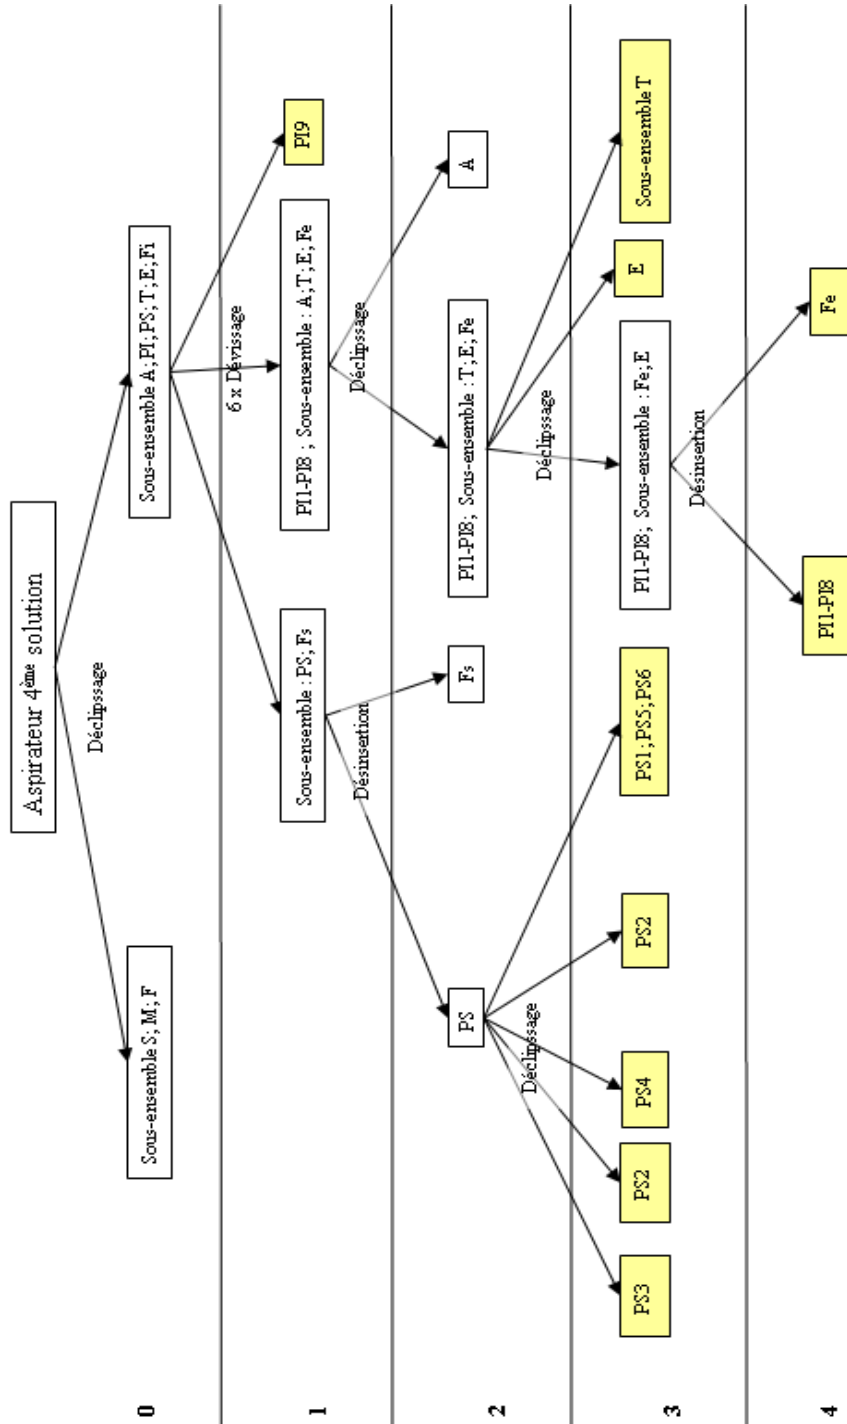 Aspirateur 4ème solution
Déclipssage
0
Sous-ensemble S; M; F
Sous-ensemble A; PI; PS; T; E; Fi
6 x Dévissage
1
Sous-ensemble : PS; Fs
PI1-PI8 ; Sous-ensemble : A; T; E; Fe
PI9
Désinsertion
Déclipssage
2
PS
Fs
PI1-PI8; Sous-ensemble : T; E; Fe
A
Déclipssage
Déclipssage
3
PS3
PS2
PS4
PS2
PS1; PS5; PS6
PI1-PI8; Sous-ensemble : Fe; E
E
Sous-ensemble T
Désinsertion
4
PI1-PI8
Fe